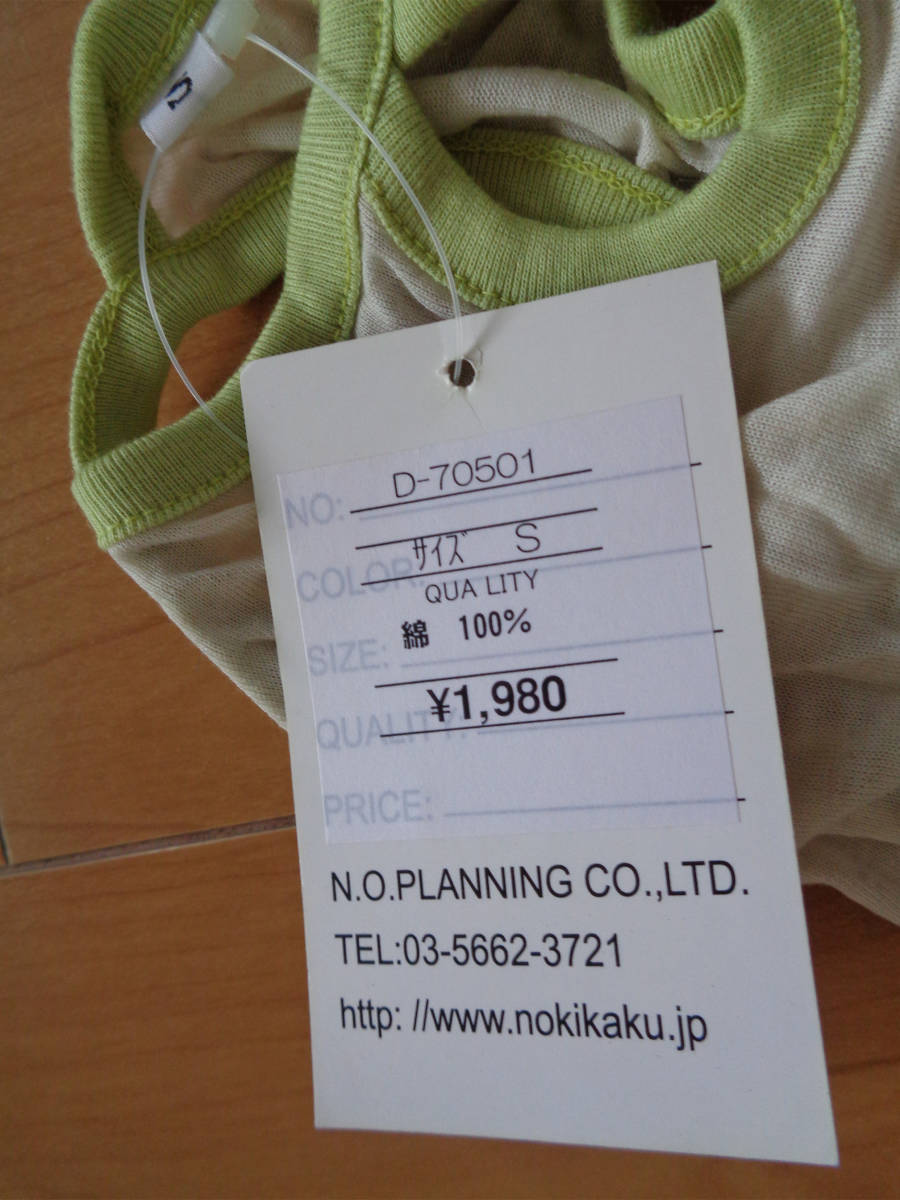 S
NO: D-70501
COLOR: ｻｲｽﾞ S
QUA LITY
SIZE: 綿 100%
QUALITY: ¥1,980
PRICE:
N.O.PLANNING CO.,LTD.
TEL:03-5662-3721
http: //www.nokikaku.jp